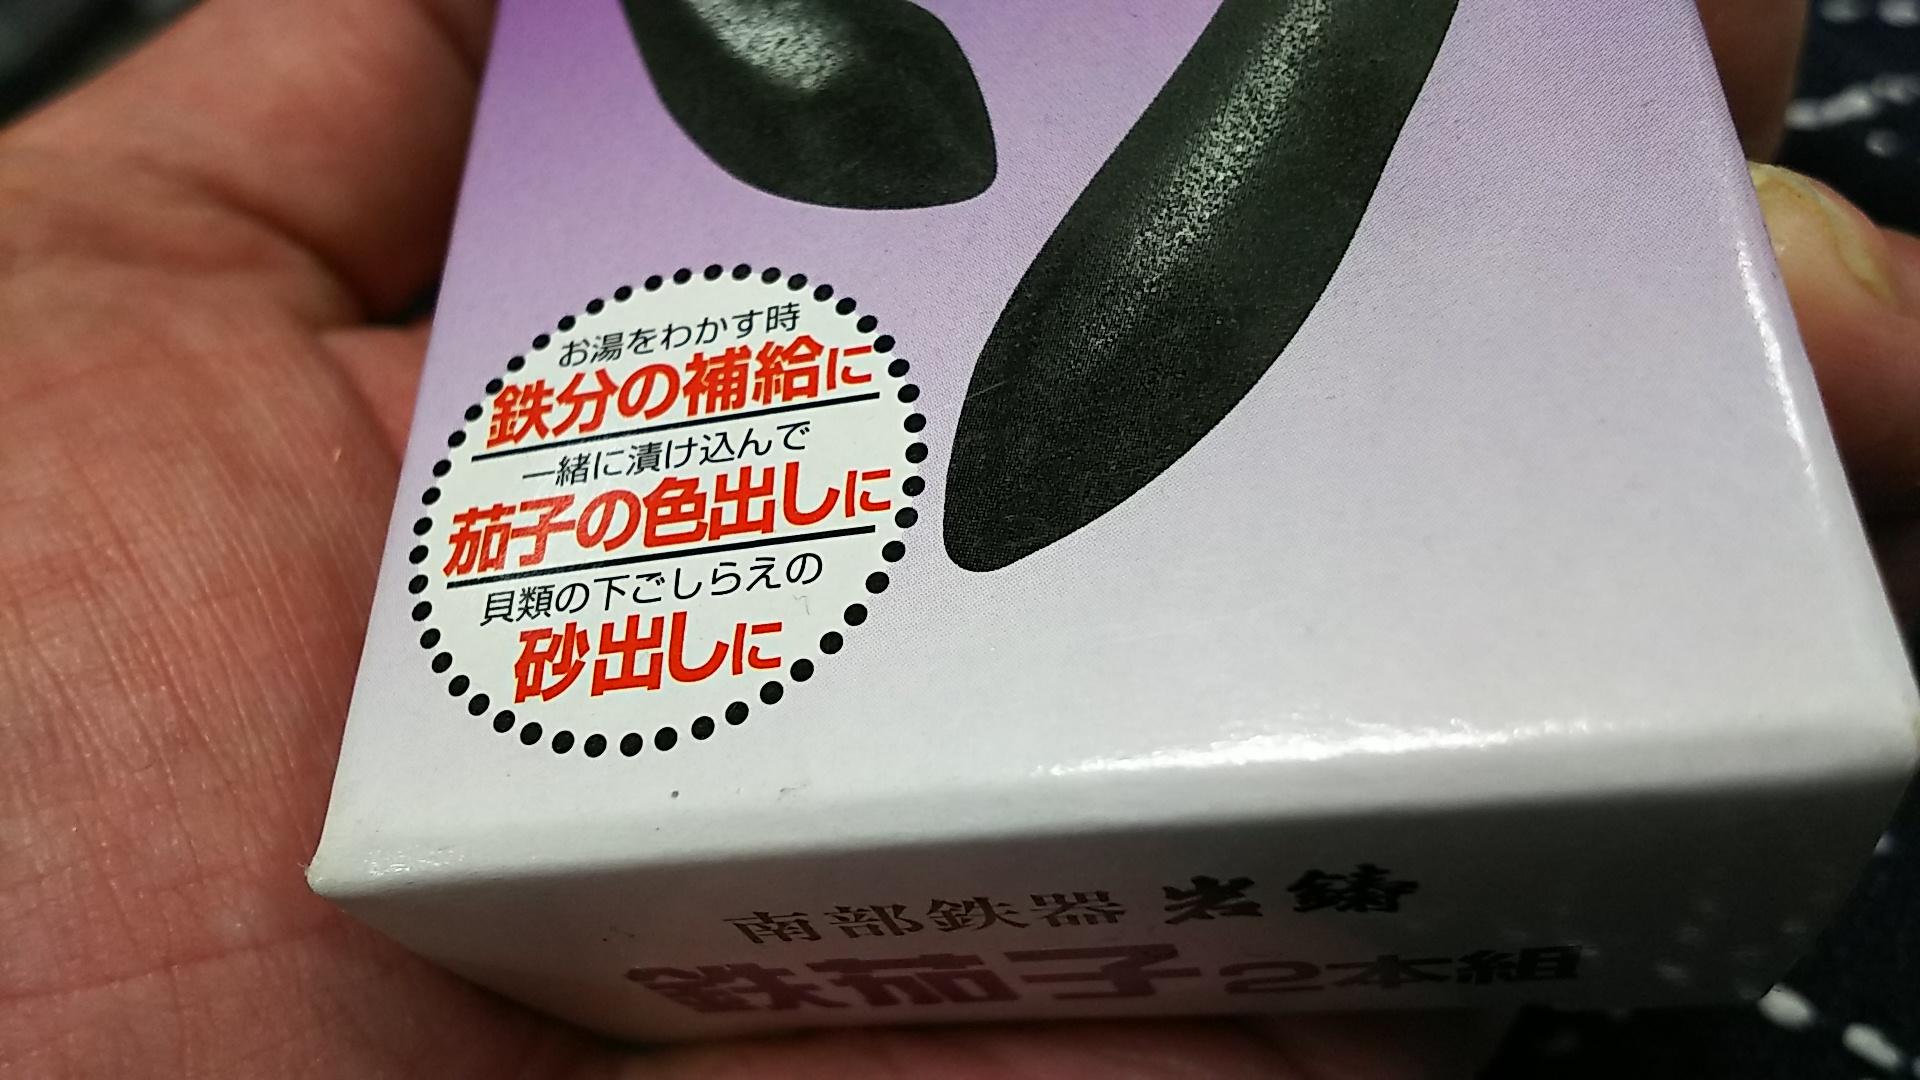 お湯をわかす時
鉄分の補給に
一緒に漬け込んで
茄子の色出しに
貝類の下ごしらえの
砂出しに
南部鉄器 岩鋳
鉄茄子2本組